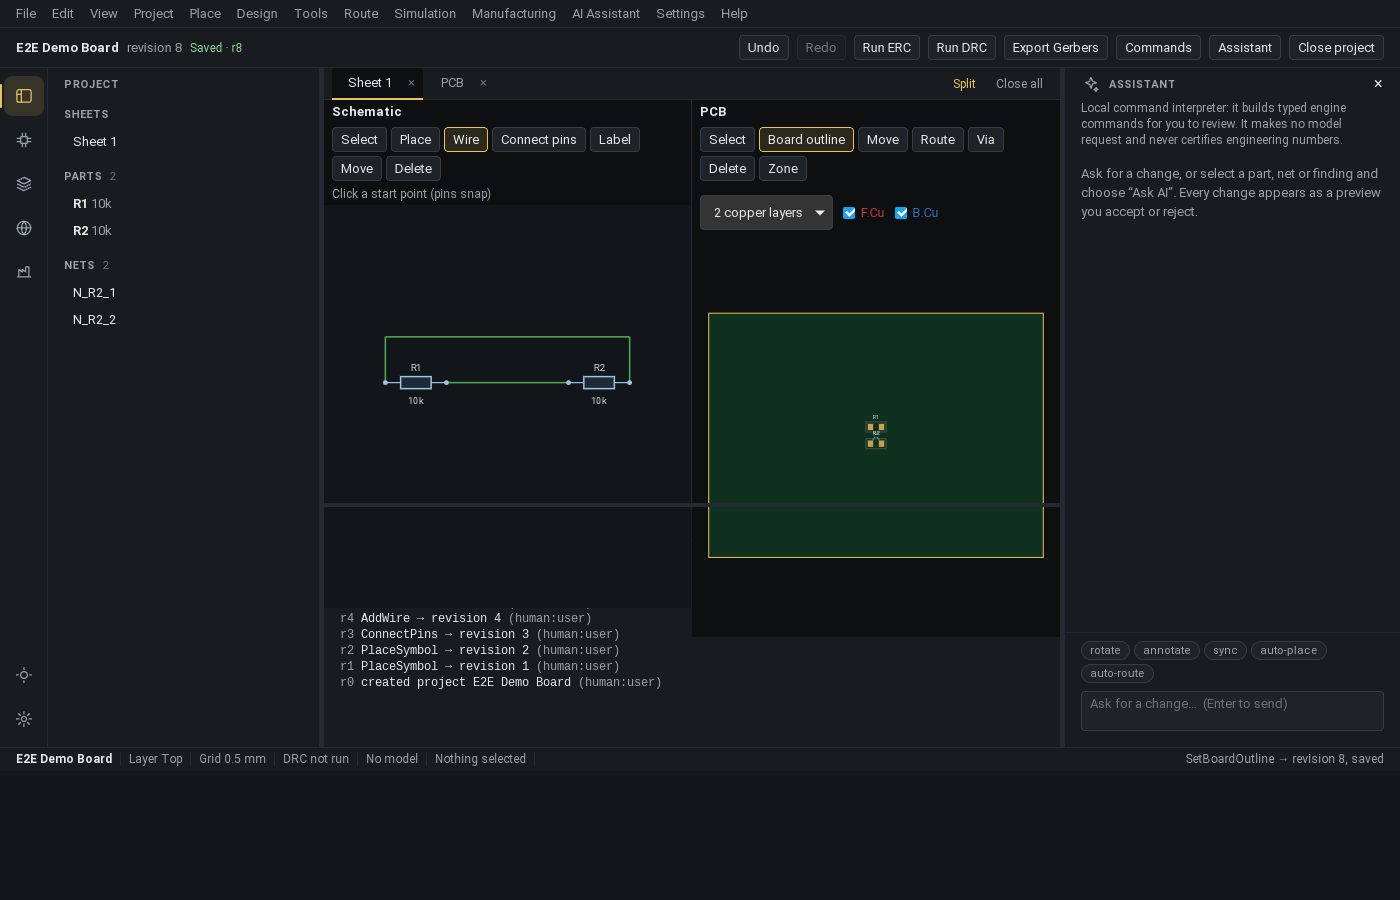 File Edit View Project Place Design Tools Route Simulation Manufacturing AI Assistant Settings Help
E2E Demo Board revision 8 Saved · r8 Undo Redo Run ERC Run DRC Export Gerbers Commands Assistant Close project
PROJECT
SHEETS
Sheet 1
PARTS 2
R1 10k
R2 10k
NETS 2
N_R2_1
N_R2_2
Sheet 1 × PCB × Split Close all
Schematic
Select Place Wire Connect pins Label
Move Delete
Click a start point (pins snap)
R1 R2
10k 10k
PCB
Select Board outline Move Route Via
Delete Zone
2 copper layers F.Cu B.Cu
R1
R2
r4 AddWire → revision 4 (human:user)
r3 ConnectPins → revision 3 (human:user)
r2 PlaceSymbol → revision 2 (human:user)
r1 PlaceSymbol → revision 1 (human:user)
r0 created project E2E Demo Board (human:user)
ASSISTANT ×
Local command interpreter: it builds typed engine
commands for you to review. It makes no model
request and never certifies engineering numbers.
Ask for a change, or select a part, net or finding and
choose “Ask AI”. Every change appears as a preview
you accept or reject.
rotate annotate sync auto-place
auto-route
Ask for a change… (Enter to send)
E2E Demo Board Layer Top Grid 0.5 mm DRC not run No model Nothing selected SetBoardOutline → revision 8, saved